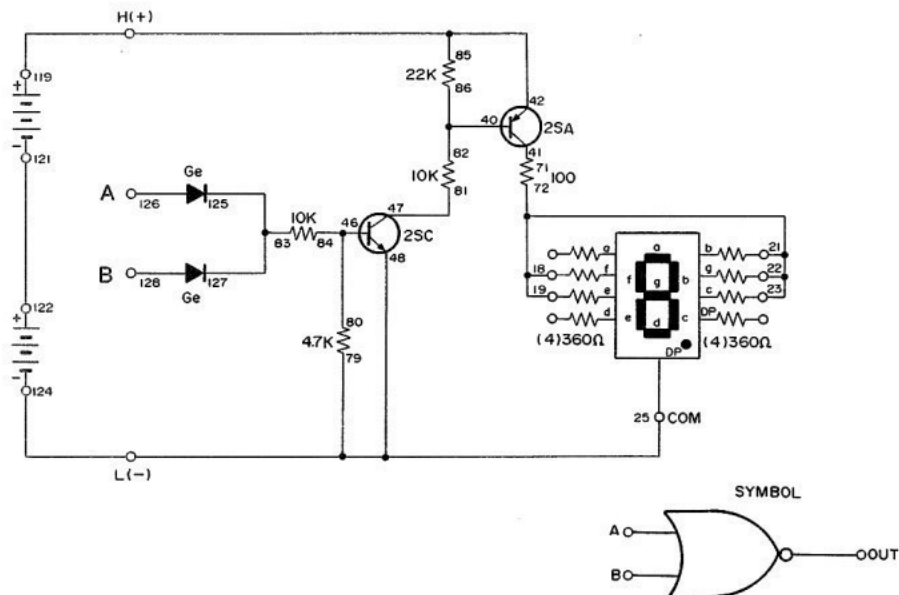 H(+)
119
+
-
121
85
22K
86
42
40
2SA
82
41
10K
71
81
72
100
Ge
A
126
125
10K
46
47
83
84
2SC
48
B
128
127
Ge
122
+
-
124
80
4.7K
79
a
a
b
21
18
f
f
g
b
g
22
19
e
c
23
d
e
d
c
DP
(4)360Ω
DP
(4)360Ω
25
COM
L(-)
SYMBOL
A
OUT
B